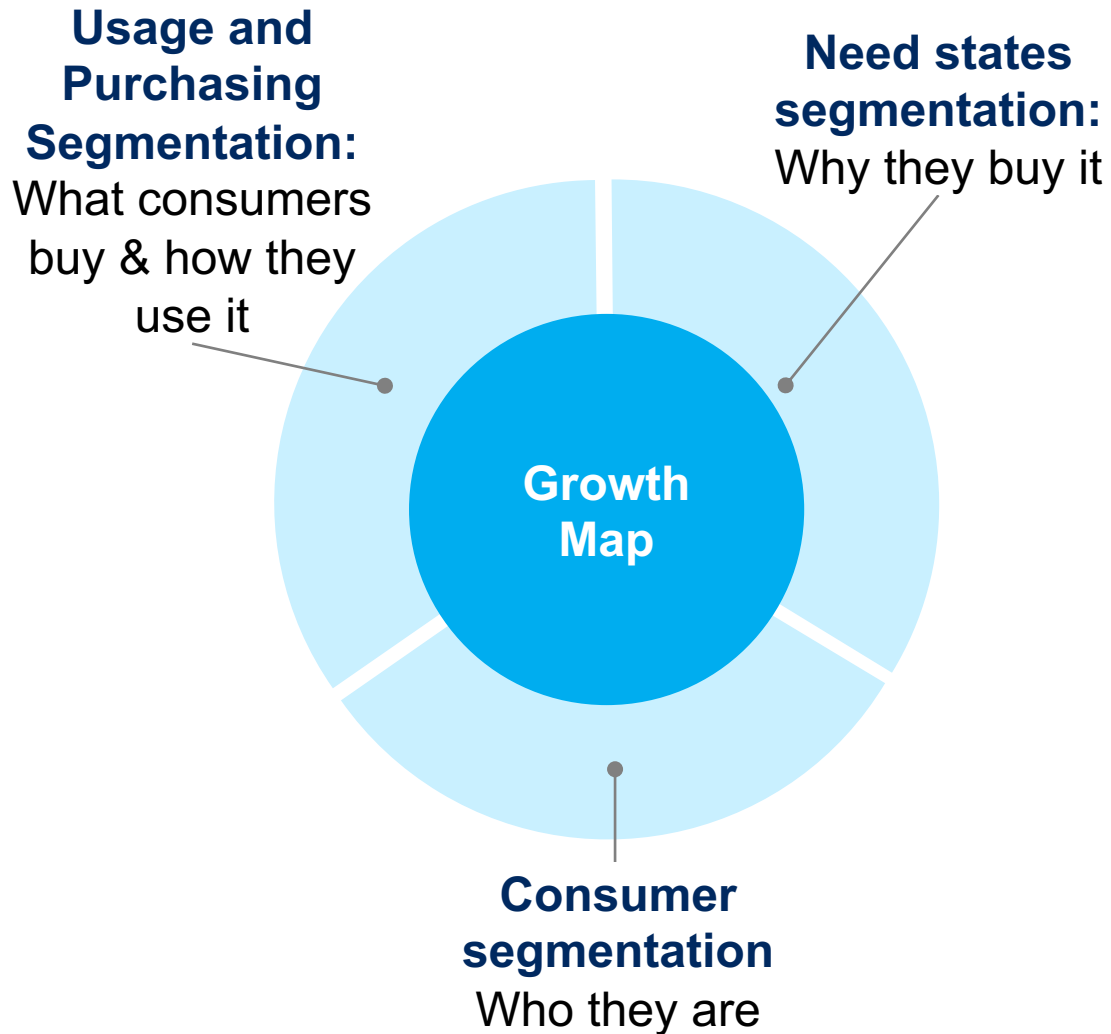 Usage and
Purchasing
Segmentation:
What consumers
buy & how they
use it
Need states
segmentation:
Why they buy it
Growth
Map
Consumer
segmentation
Who they are